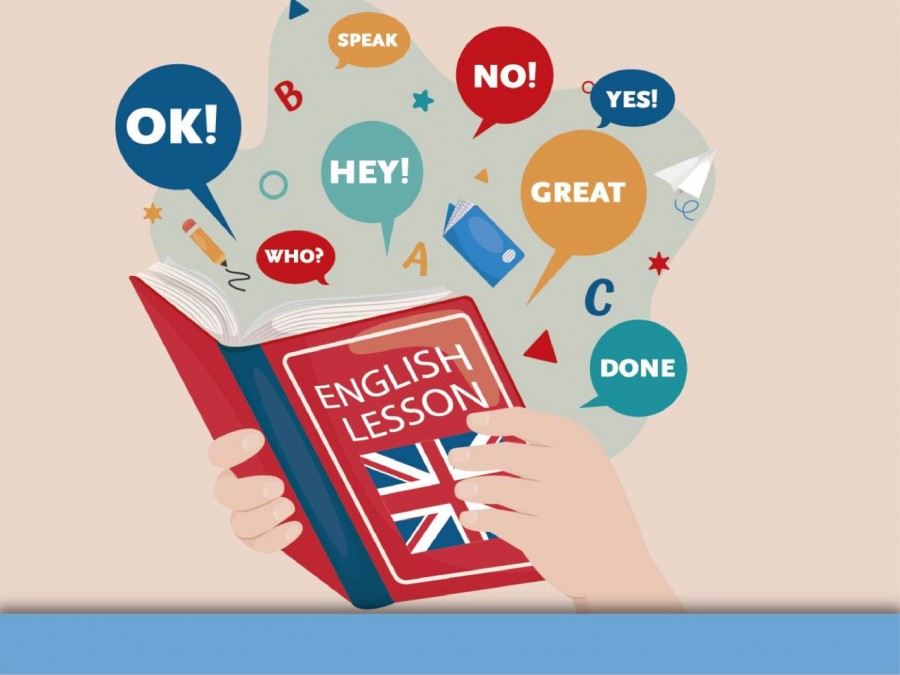 SPEAK
NO!
YES!
B
OK!
HEY!
GREAT
WHO?
A
C
DONE
ENGLISH
LESSON